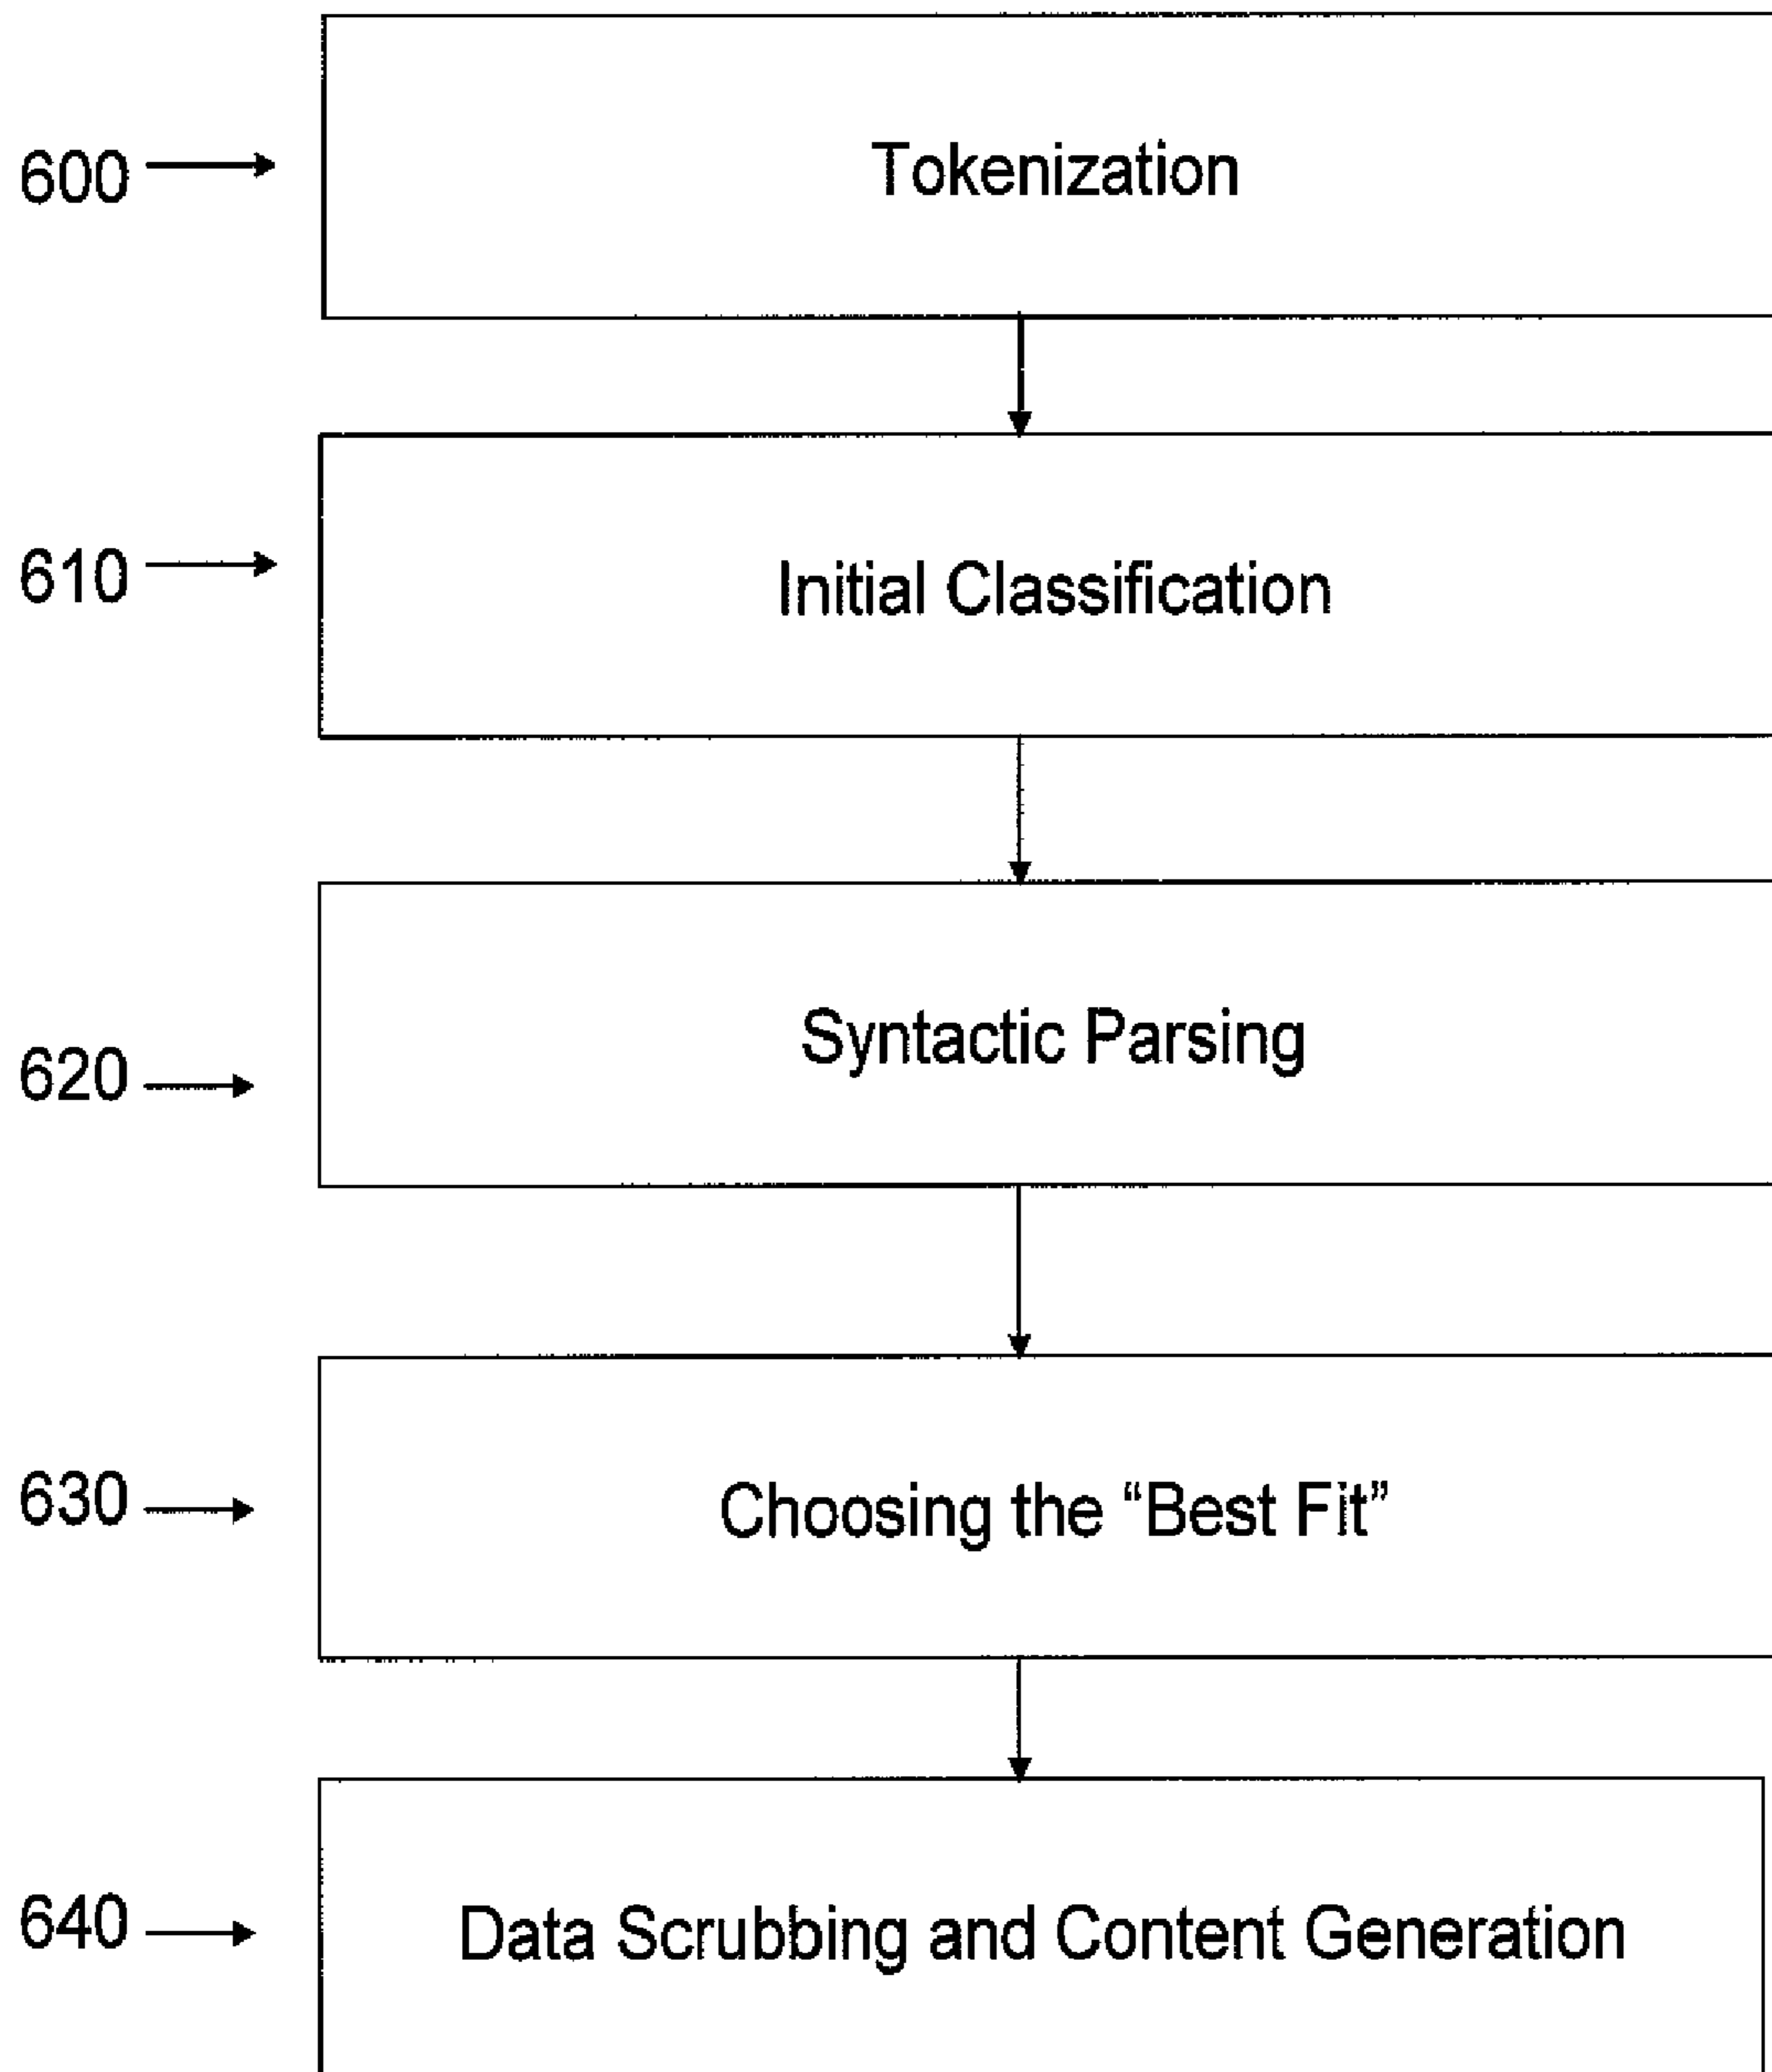 600 Tokenization
610 Initial Classification
620 Syntactic Parsing
630 Choosing the “Best Fit”
640 Data Scrubbing and Content Generation